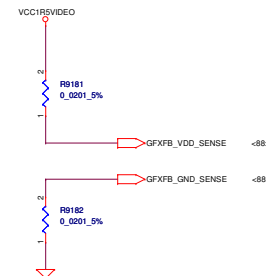 VCC1R5VIDEO
2
R9181
0_0201_5%
1
GFXFB_VDD_SENSE <88
GFXFB_GND_SENSE <88
2
R9182
0_0201_5%
1